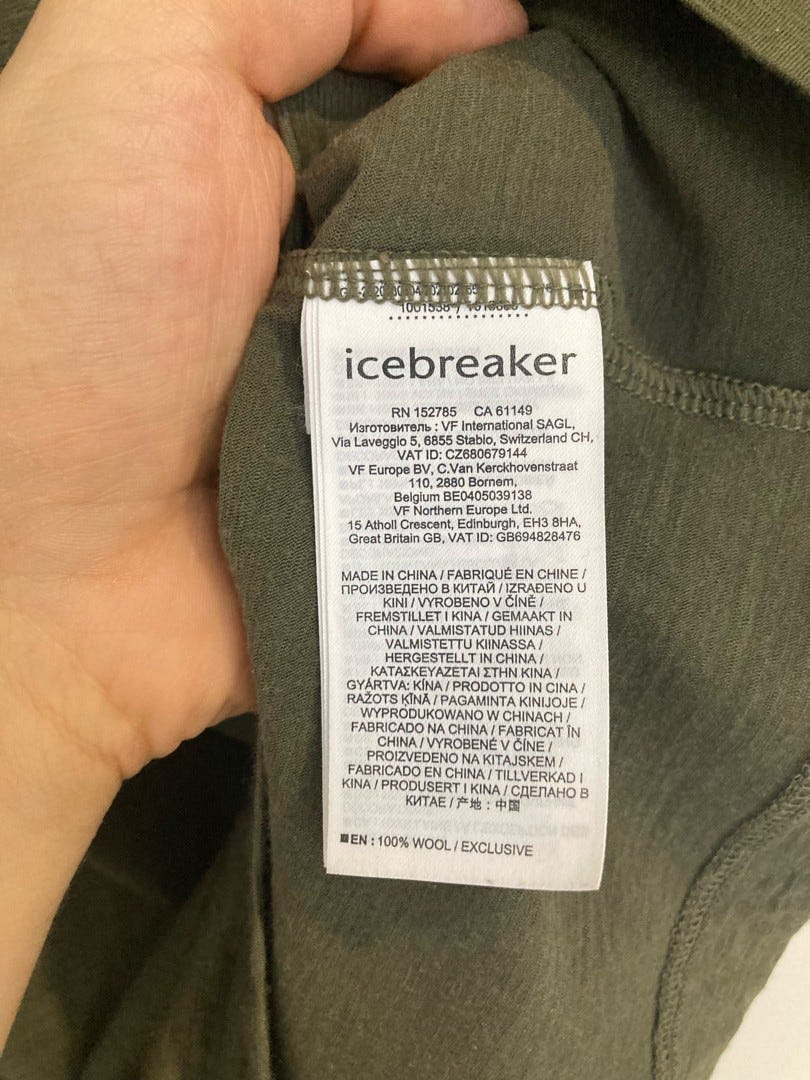 icebreaker
RN 152785 CA 61149
Изготовитель : VF International SAGL,
Via Laveggio 5, 6855 Stabio, Switzerland CH,
VAT ID: CZ680679144
VF Europe BV, C.Van Kerckhovenstraat
110, 2880 Bornem,
Belgium BE0405039138
VF Northern Europe Ltd.
15 Atholl Crescent, Edinburgh, EH3 8HA,
Great Britain GB, VAT ID: GB694828476
MADE IN CHINA / FABRIQUÉ EN CHINE /
ПРОИЗВЕДЕНО В КИТАЙ / IZRAĐENO U
KINI / VYROBENO V ČÍNĚ /
FREMSTILLET I KINA / GEMAAKT IN
CHINA / VALMISTATUD HIINAS /
VALMISTETTU KIINASSA /
HERGESTELLT IN CHINA /
ΚΑΤΑΣΚΕΥΑΖΕΤΑΙ ΣΤΗΝ ΚΙΝΑ /
GYÁRTVA: KÍNA / PRODOTTO IN CINA /
RAŽOTS ĶĪNĀ / PAGAMINTA KINIJOJE /
WYPRODUKOWANO W CHINACH /
FABRICADO NA CHINA / FABRICAT ÎN
CHINA / VYROBENÉ V ČÍNE /
PROIZVEDENO NA KITAJSKEM /
FABRICADO EN CHINA / TILLVERKAD I
KINA / PRODUSERT I KINA / СДЕЛАНО В
КИТАЕ / 产地 : 中国
EN : 100% WOOL / EXCLUSIVE